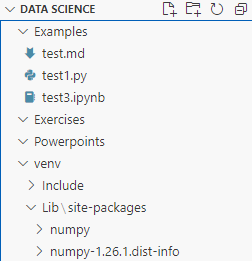 DATA SCIENCE
Examples
test.md
test1.py
test3.ipynb
Exercises
Powerpoints
venv
Include
Lib\site-packages
numpy
numpy-1.26.1.dist-info